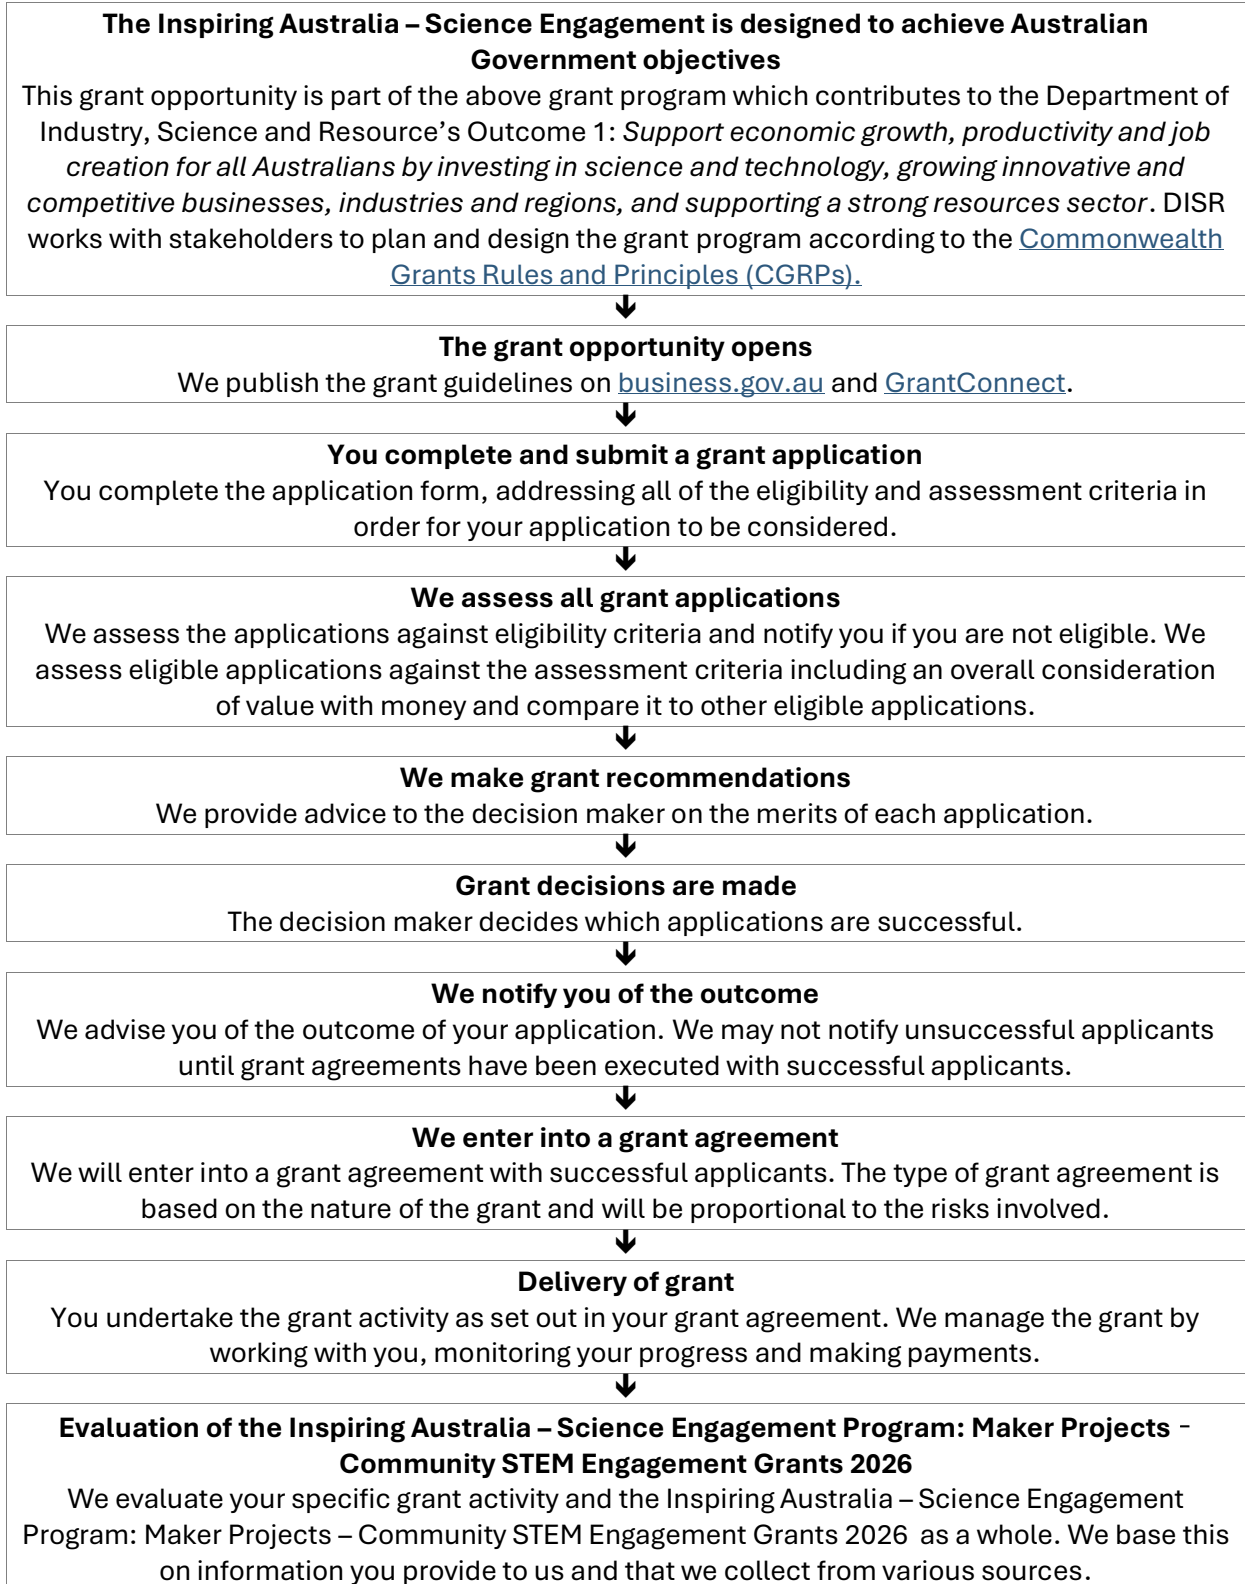 The Inspiring Australia – Science Engagement is designed to achieve Australian
Government objectives
This grant opportunity is part of the above grant program which contributes to the Department of
Industry, Science and Resource’s Outcome 1: Support economic growth, productivity and job
creation for all Australians by investing in science and technology, growing innovative and
competitive businesses, industries and regions, and supporting a strong resources sector. DISR
works with stakeholders to plan and design the grant program according to the Commonwealth
Grants Rules and Principles (CGRPs).
The grant opportunity opens
We publish the grant guidelines on business.gov.au and GrantConnect.
You complete and submit a grant application
You complete the application form, addressing all of the eligibility and assessment criteria in
order for your application to be considered.
We assess all grant applications
We assess the applications against eligibility criteria and notify you if you are not eligible. We
assess eligible applications against the assessment criteria including an overall consideration
of value with money and compare it to other eligible applications.
We make grant recommendations
We provide advice to the decision maker on the merits of each application.
Grant decisions are made
The decision maker decides which applications are successful.
We notify you of the outcome
We advise you of the outcome of your application. We may not notify unsuccessful applicants
until grant agreements have been executed with successful applicants.
We enter into a grant agreement
We will enter into a grant agreement with successful applicants. The type of grant agreement is
based on the nature of the grant and will be proportional to the risks involved.
Delivery of grant
You undertake the grant activity as set out in your grant agreement. We manage the grant by
working with you, monitoring your progress and making payments.
Evaluation of the Inspiring Australia – Science Engagement Program: Maker Projects -
Community STEM Engagement Grants 2026
We evaluate your specific grant activity and the Inspiring Australia – Science Engagement
Program: Maker Projects – Community STEM Engagement Grants 2026 as a whole. We base this
on information you provide to us and that we collect from various sources.